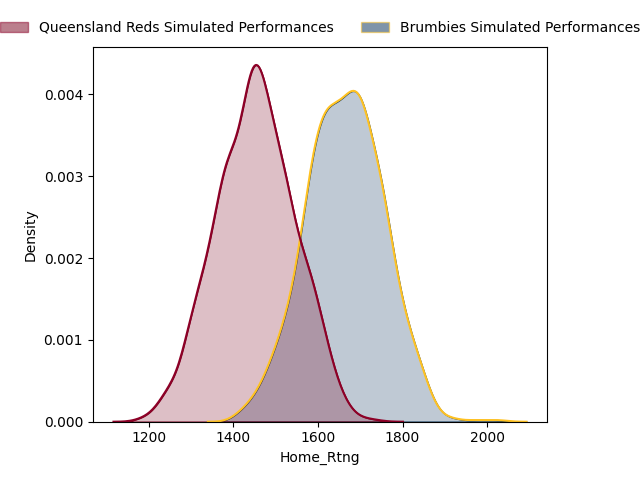 Queensland Reds Simulated Performances Brumbies Simulated Performances
0.004
0.003
0.002
0.001
0.000
Density
1200 1400 1600 1800 2000
Home_Rtng